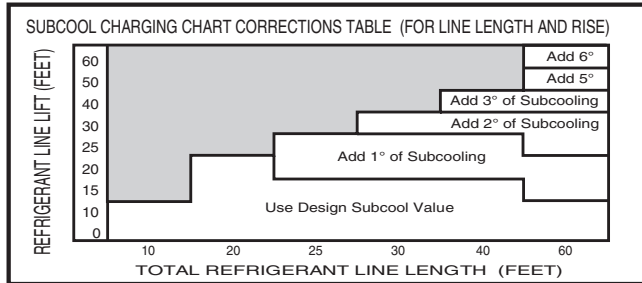 SUBCOOL CHARGING CHART CORRECTIONS TABLE (FOR LINE LENGTH AND RISE)
REFRIGERANT LINE LIFT (FEET)
60
50
40
30
25
20
15
10
0
Add 6°
Add 5°
Add 3° of Subcooling
Add 2° of Subcooling
Add 1° of Subcooling
Use Design Subcool Value
10 20 25 30 40 60
TOTAL REFRIGERANT LINE LENGTH (FEET)